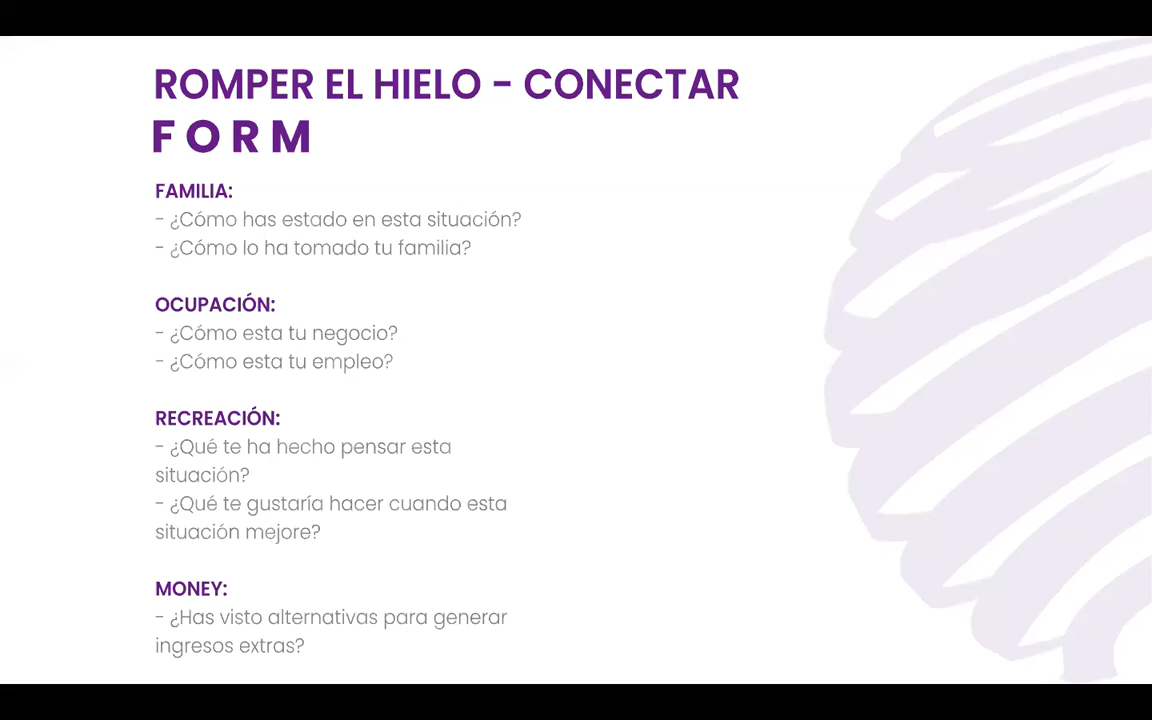 ROMPER EL HIELO - CONECTAR
F O R M
FAMILIA:
- ¿Cómo has estado en esta situación?
- ¿Cómo lo ha tomado tu familia?
OCUPACIÓN:
- ¿Cómo esta tu negocio?
- ¿Cómo esta tu empleo?
RECREACIÓN:
- ¿Qué te ha hecho pensar esta
situación?
- ¿Qué te gustaría hacer cuando esta
situación mejore?
MONEY:
- ¿Has visto alternativas para generar
ingresos extras?